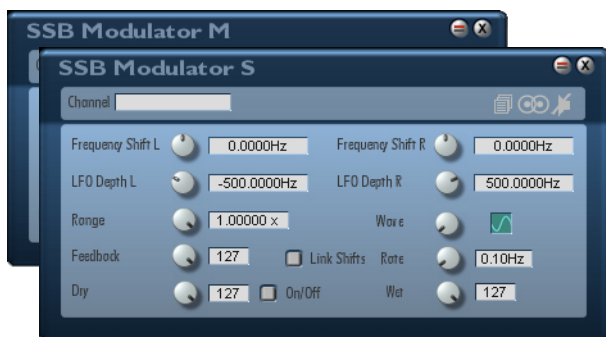 SSB Modulator M
SSB Modulator S
Channel
Frequency Shift L 0.0000Hz Frequency Shift R 0.0000Hz
LFO Depth L -500.0000Hz LFO Depth R 500.0000Hz
Range 1.00000 x Wave
Feedback 127 Link Shifts Rate 0.10Hz
Dry 127 On/Off Wet 127